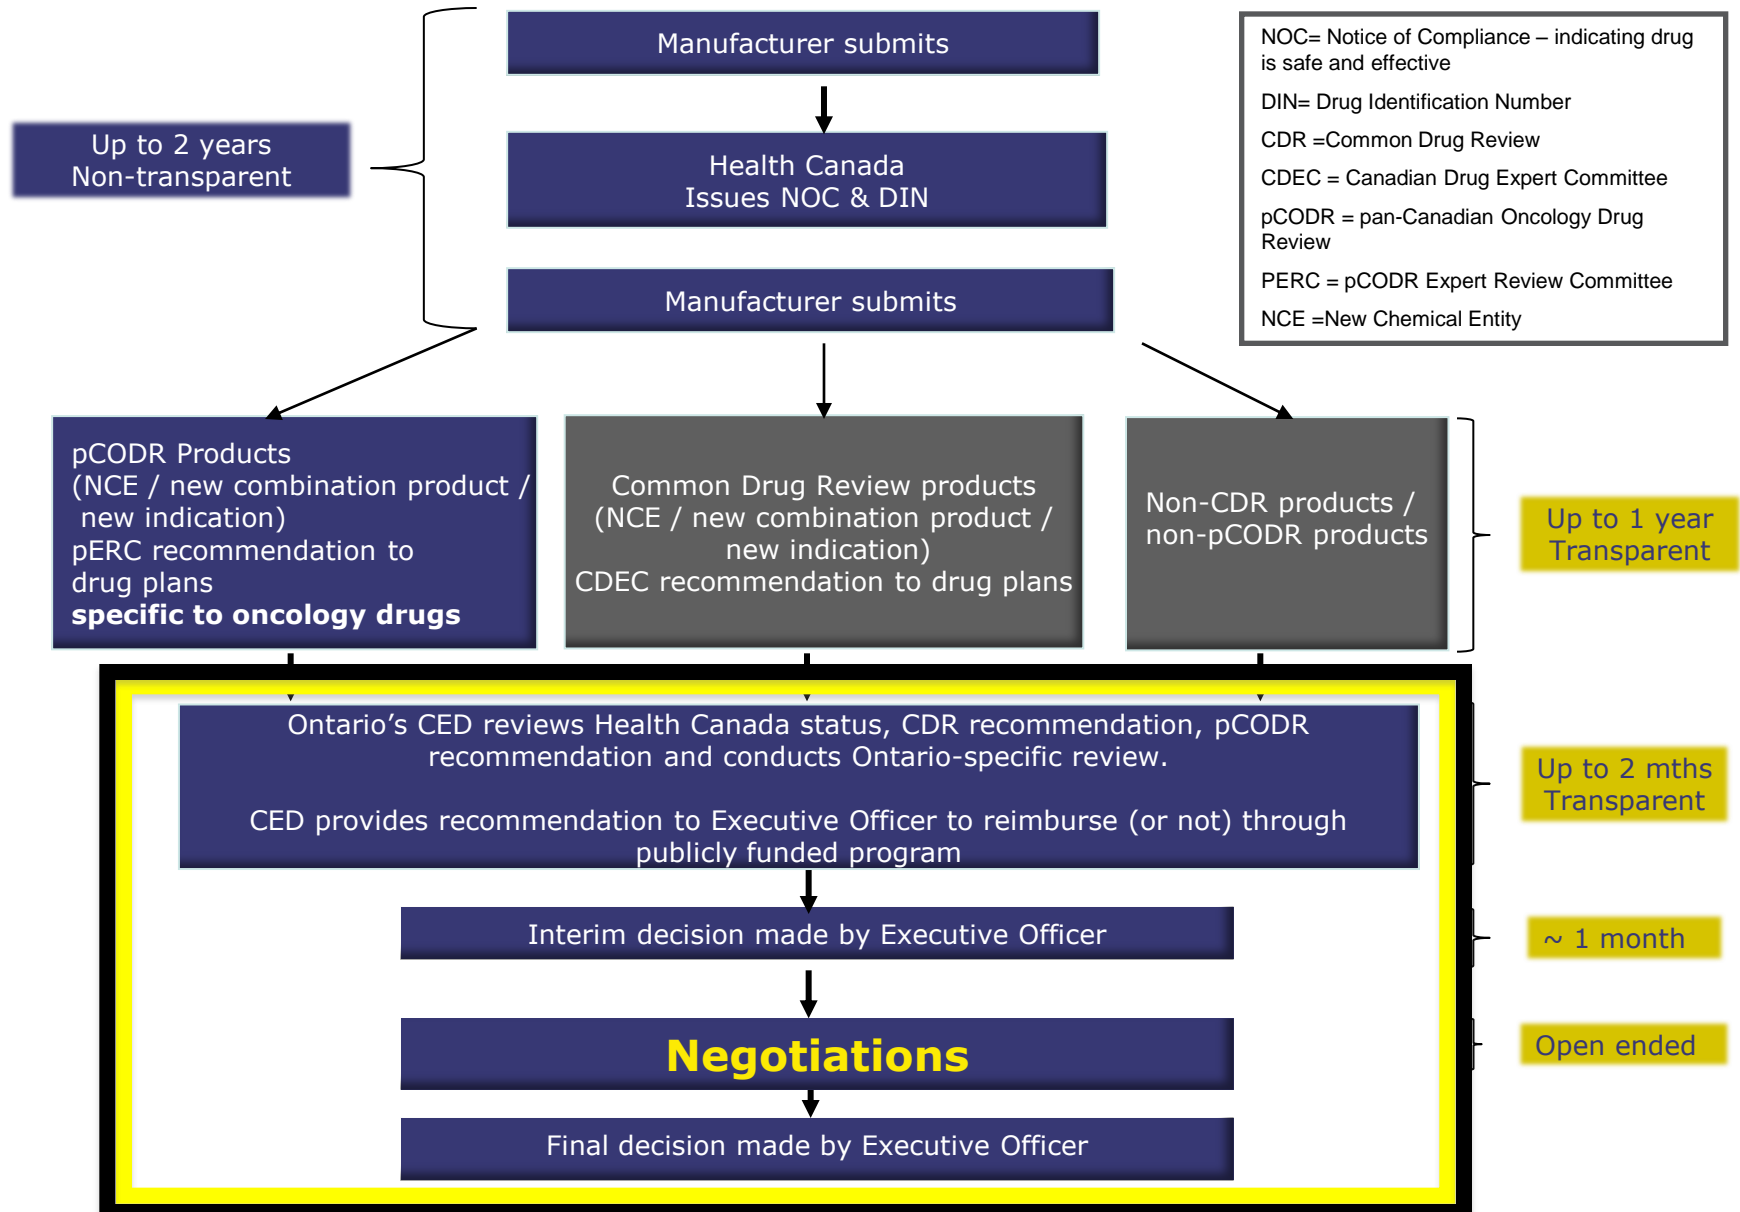 Manufacturer submits
NOC= Notice of Compliance – indicating drug
is safe and effective
DIN= Drug Identification Number
CDR =Common Drug Review
CDEC = Canadian Drug Expert Committee
pCODR = pan-Canadian Oncology Drug
Review
PERC = pCODR Expert Review Committee
NCE =New Chemical Entity
Up to 2 years
Non-transparent
Health Canada
Issues NOC & DIN
Manufacturer submits
pCODR Products
(NCE / new combination product /
new indication)
pERC recommendation to
drug plans
specific to oncology drugs
Common Drug Review products
(NCE / new combination product /
new indication)
CDEC recommendation to drug plans
Non-CDR products /
non-pCODR products
Up to 1 year
Transparent
Ontario’s CED reviews Health Canada status, CDR recommendation, pCODR
recommendation and conducts Ontario-specific review.
CED provides recommendation to Executive Officer to reimburse (or not) through
publicly funded program
Up to 2 mths
Transparent
Interim decision made by Executive Officer
~ 1 month
Negotiations
Open ended
Final decision made by Executive Officer